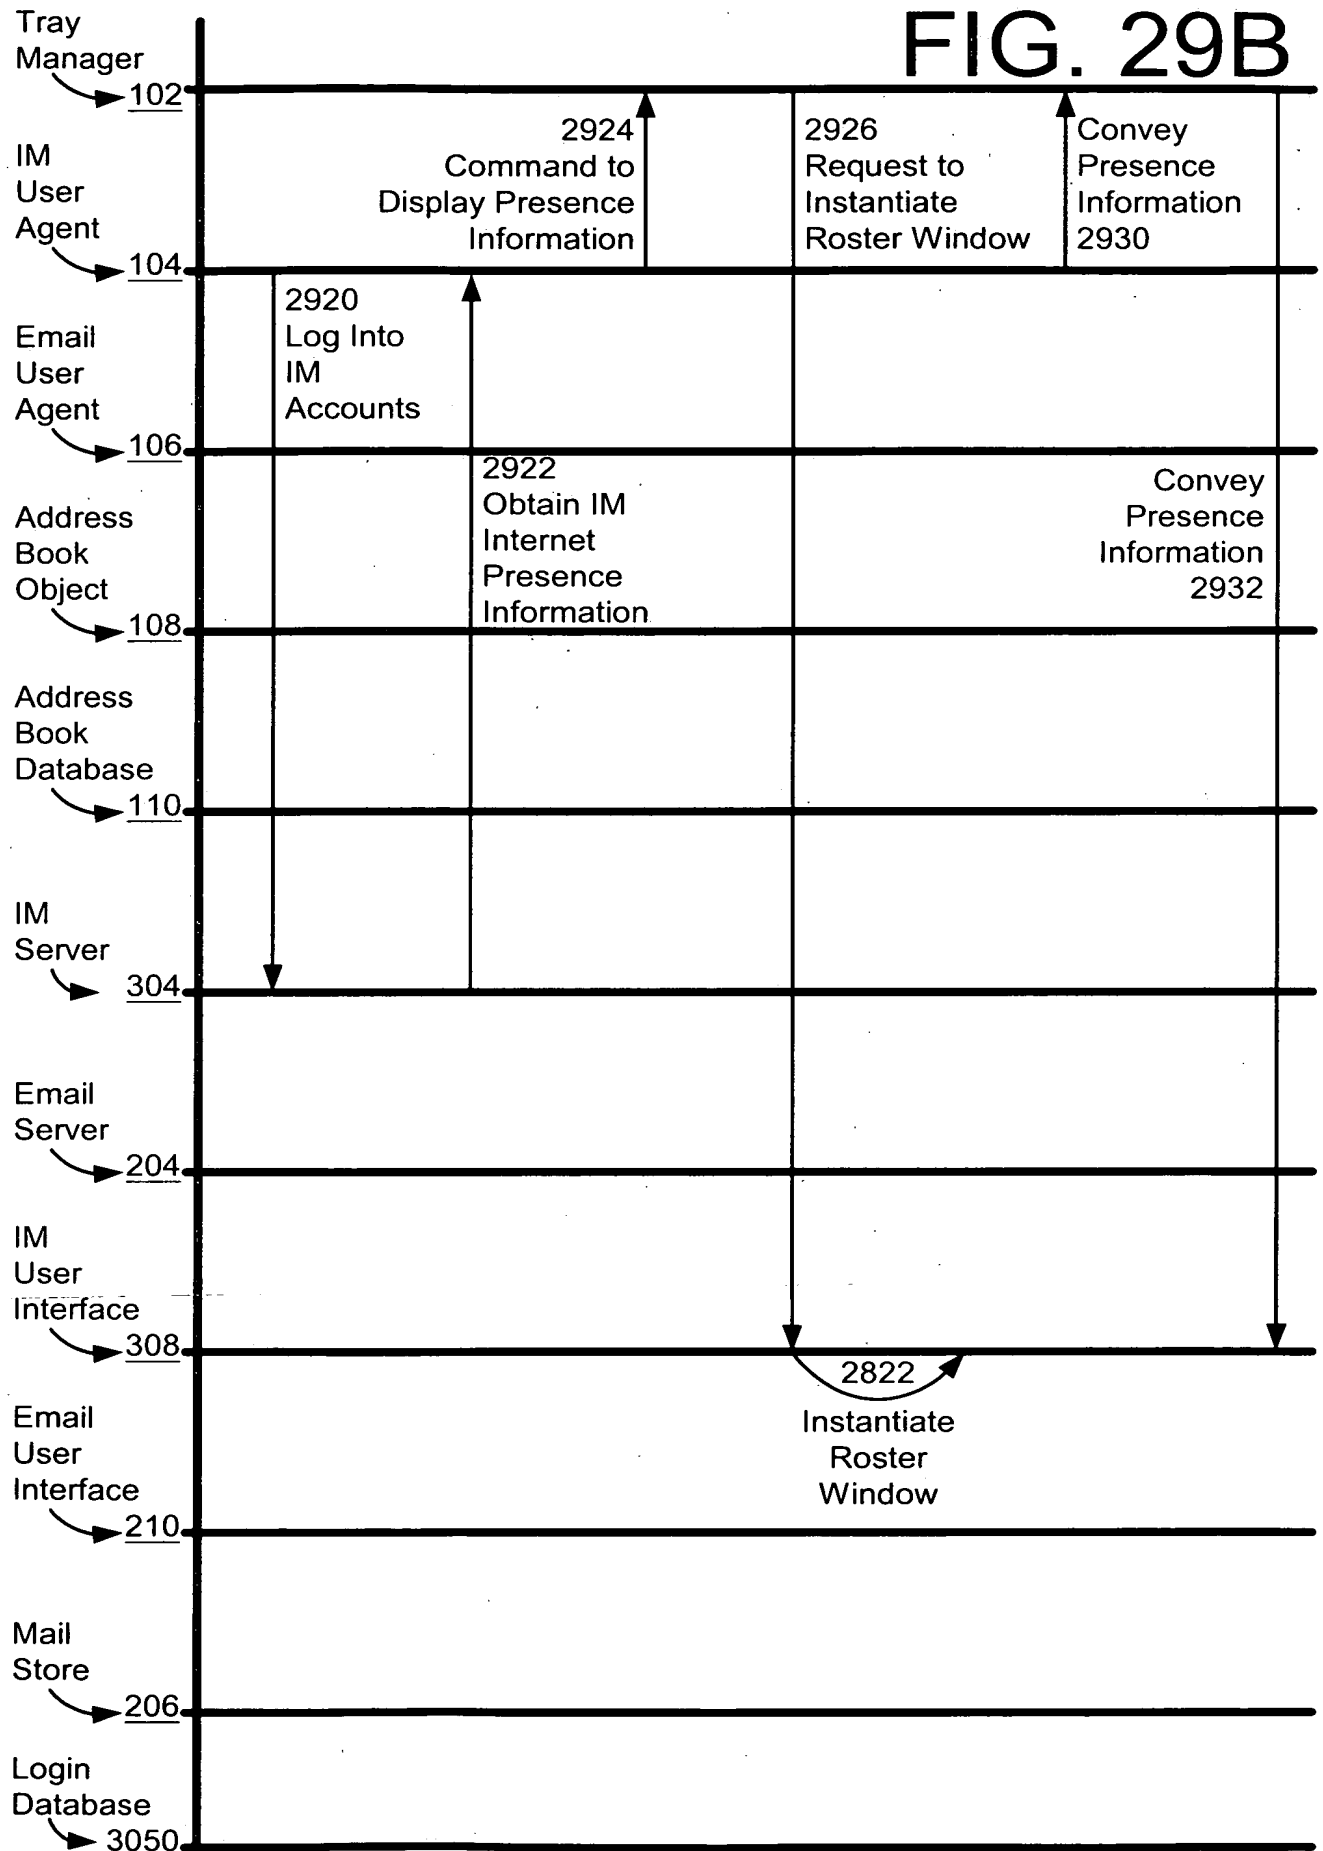 FIG. 29B
Tray
Manager
102
2924
Command to
Display Presence
Information
2926
Request to
Instantiate
Roster Window
Convey
Presence
Information
2930
IM
User
Agent
104
2920
Log Into
IM
Accounts
Email
User
Agent
106
2922
Obtain IM
Internet
Presence
Information
Convey
Presence
Information
2932
Address
Book
Object
108
Address
Book
Database
110
IM
Server
304
Email
Server
204
IM
User
Interface
308
2822
Instantiate
Roster
Window
Email
User
Interface
210
Mail
Store
206
Login
Database
3050